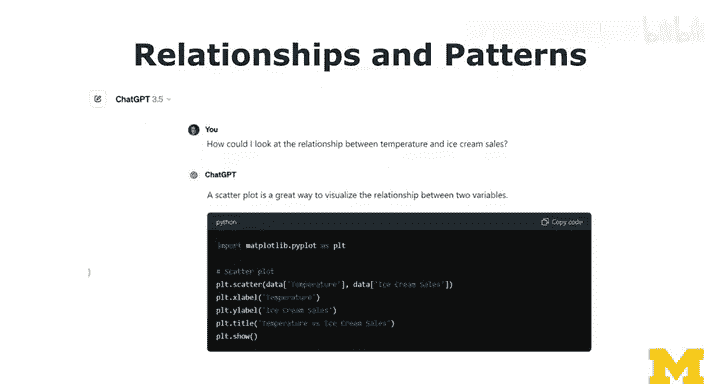 Relationships and Patterns
ChatGPT 3.5
You
How could I look at the relationship between temperature and ice cream sales?
ChatGPT
A scatter plot is a great way to visualize the relationship between two variables.
python Copy code
import matplotlib.pyplot as plt
# Scatter plot
plt.scatter(data['Temperature'], data['Ice Cream Sales'])
plt.xlabel('Temperature')
plt.ylabel('Ice Cream Sales')
plt.title('Temperature vs Ice Cream Sales')
plt.show()
M